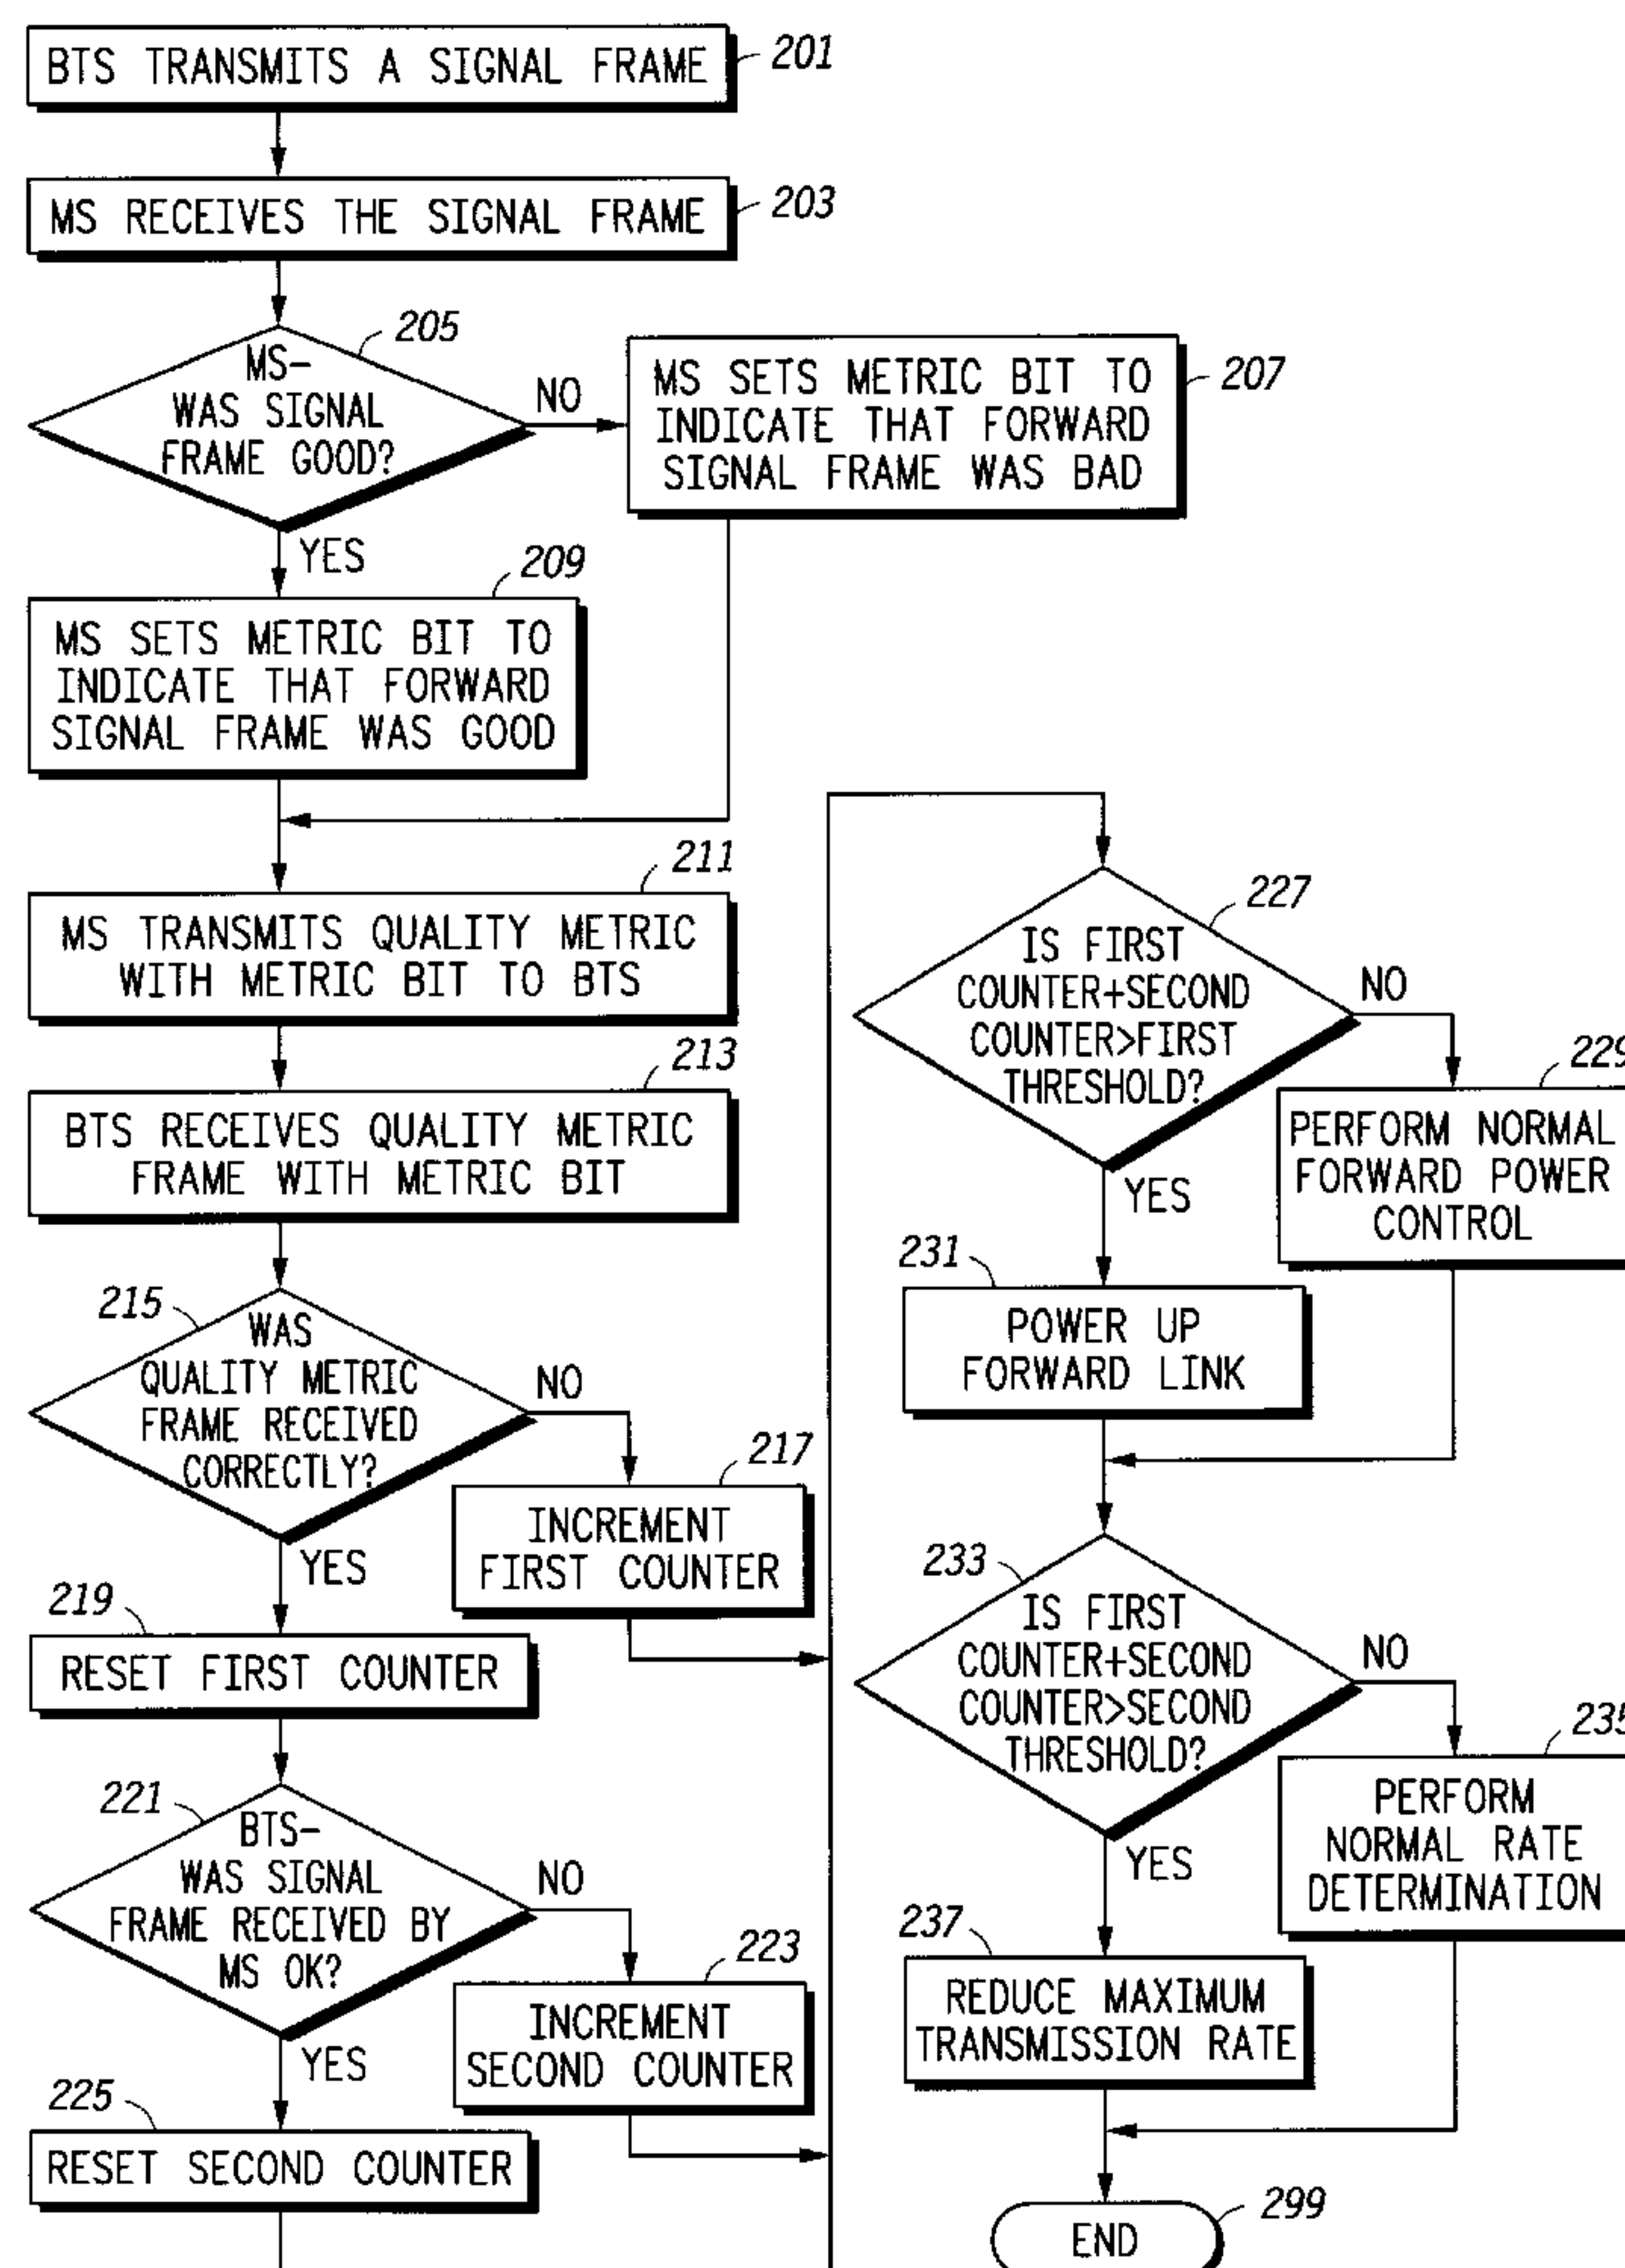 BTS TRANSMITS A SIGNAL FRAME
201
MS RECEIVES THE SIGNAL FRAME
203
205
MS-
WAS SIGNAL
FRAME GOOD?
NO
MS SETS METRIC BIT TO
INDICATE THAT FORWARD
SIGNAL FRAME WAS BAD
207
YES
209
MS SETS METRIC BIT TO
INDICATE THAT FORWARD
SIGNAL FRAME WAS GOOD
211
MS TRANSMITS QUALITY METRIC
WITH METRIC BIT TO BTS
213
BTS RECEIVES QUALITY METRIC
FRAME WITH METRIC BIT
215
WAS
QUALITY METRIC
FRAME RECEIVED
CORRECTLY?
NO
217
INCREMENT
FIRST COUNTER
YES
219
RESET FIRST COUNTER
221
BTS-
WAS SIGNAL
FRAME RECEIVED BY
MS OK?
NO
223
INCREMENT
SECOND COUNTER
YES
225
RESET SECOND COUNTER
227
IS FIRST
COUNTER+SECOND
COUNTER>FIRST
THRESHOLD?
NO
229
PERFORM NORMAL
FORWARD POWER
CONTROL
YES
231
POWER UP
FORWARD LINK
233
IS FIRST
COUNTER+SECOND
COUNTER>SECOND
THRESHOLD?
NO
235
PERFORM
NORMAL RATE
DETERMINATION
YES
237
REDUCE MAXIMUM
TRANSMISSION RATE
299
END